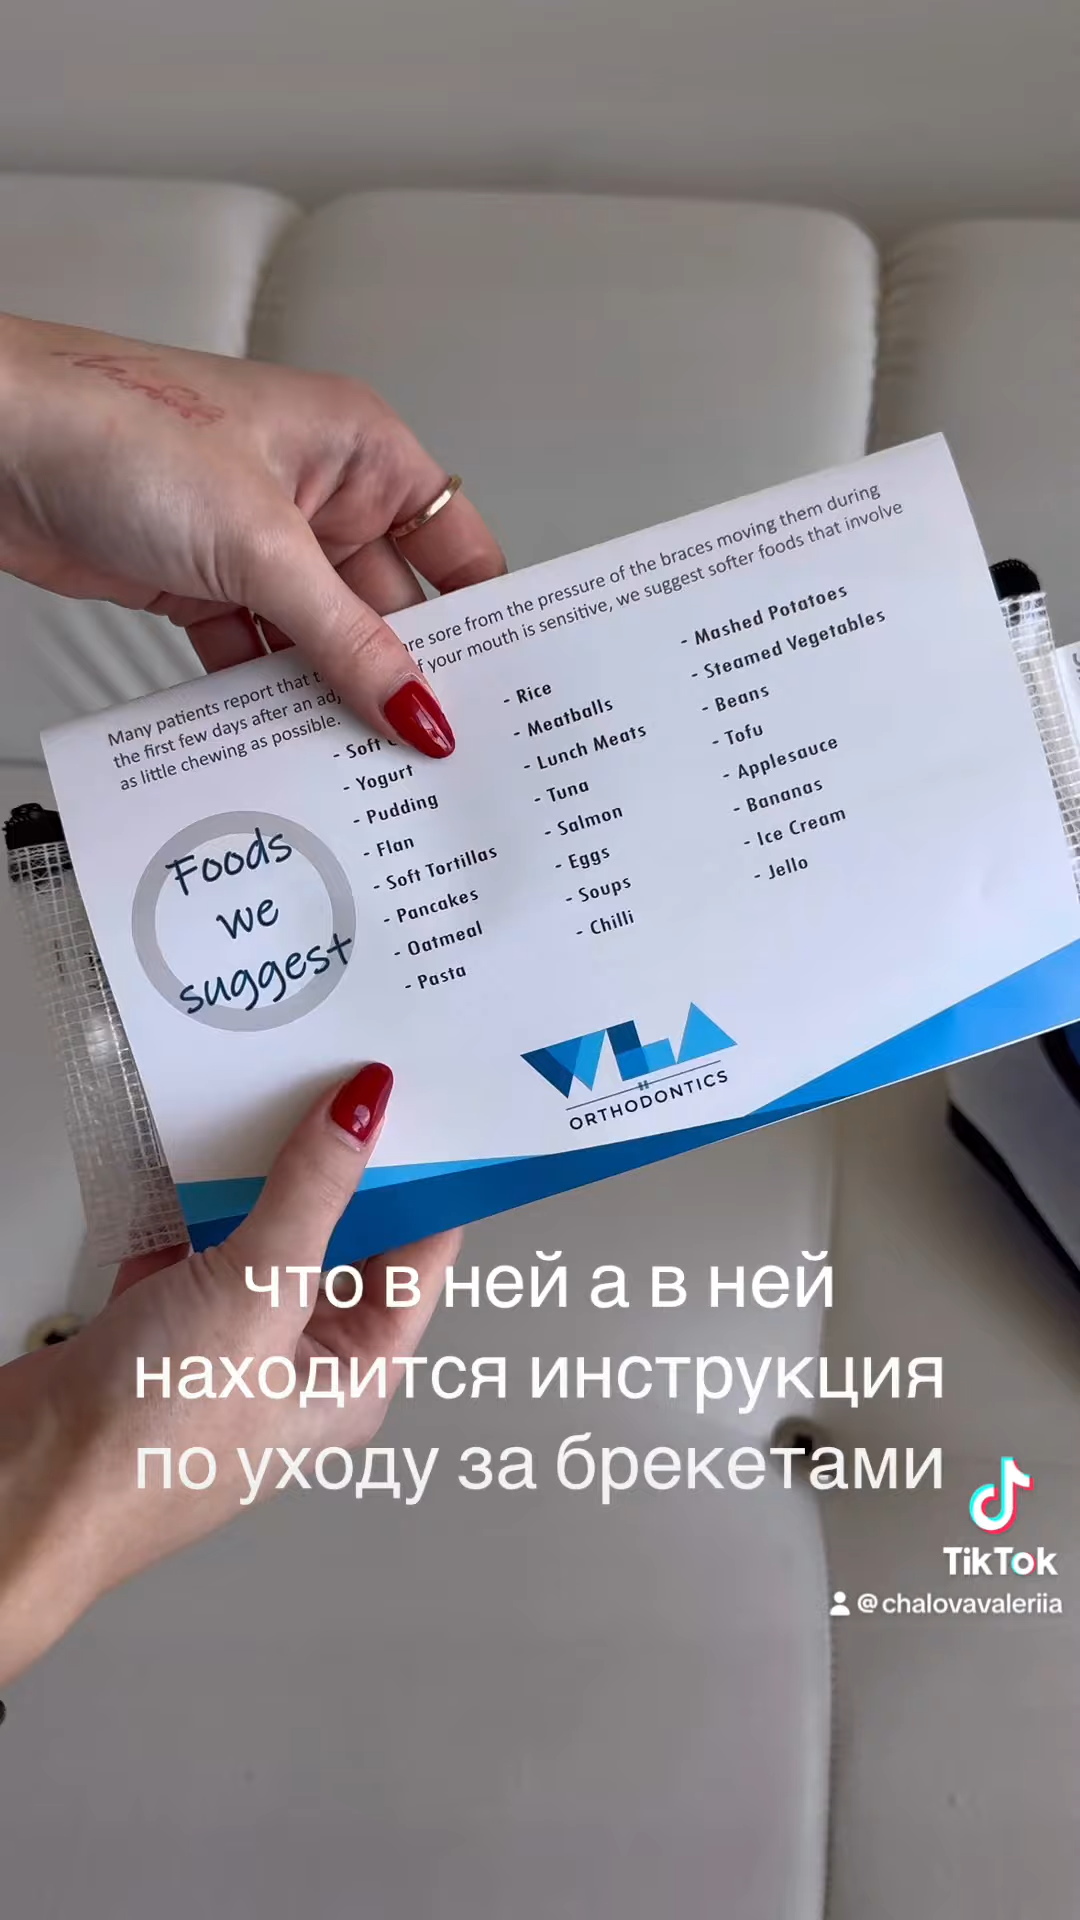 Many patients report that t are sore from the pressure of the braces moving them during
the first few days after an adj f your mouth is sensitive, we suggest softer foods that involve
as little chewing as possible.
Foods
we
suggest
- Soft
- Yogurt
- Pudding
- Flan
- Soft Tortillas
- Pancakes
- Oatmeal
- Pasta
- Rice
- Meatballs
- Lunch Meats
- Tuna
- Salmon
- Eggs
- Soups
- Chilli
- Mashed Potatoes
- Steamed Vegetables
- Beans
- Tofu
- Applesauce
- Bananas
- Ice Cream
- Jello
WLA
ORTHODONTICS
что в ней а в ней
находится инструкция
по уходу за брекетами
TikTok
@chalovavaleriia